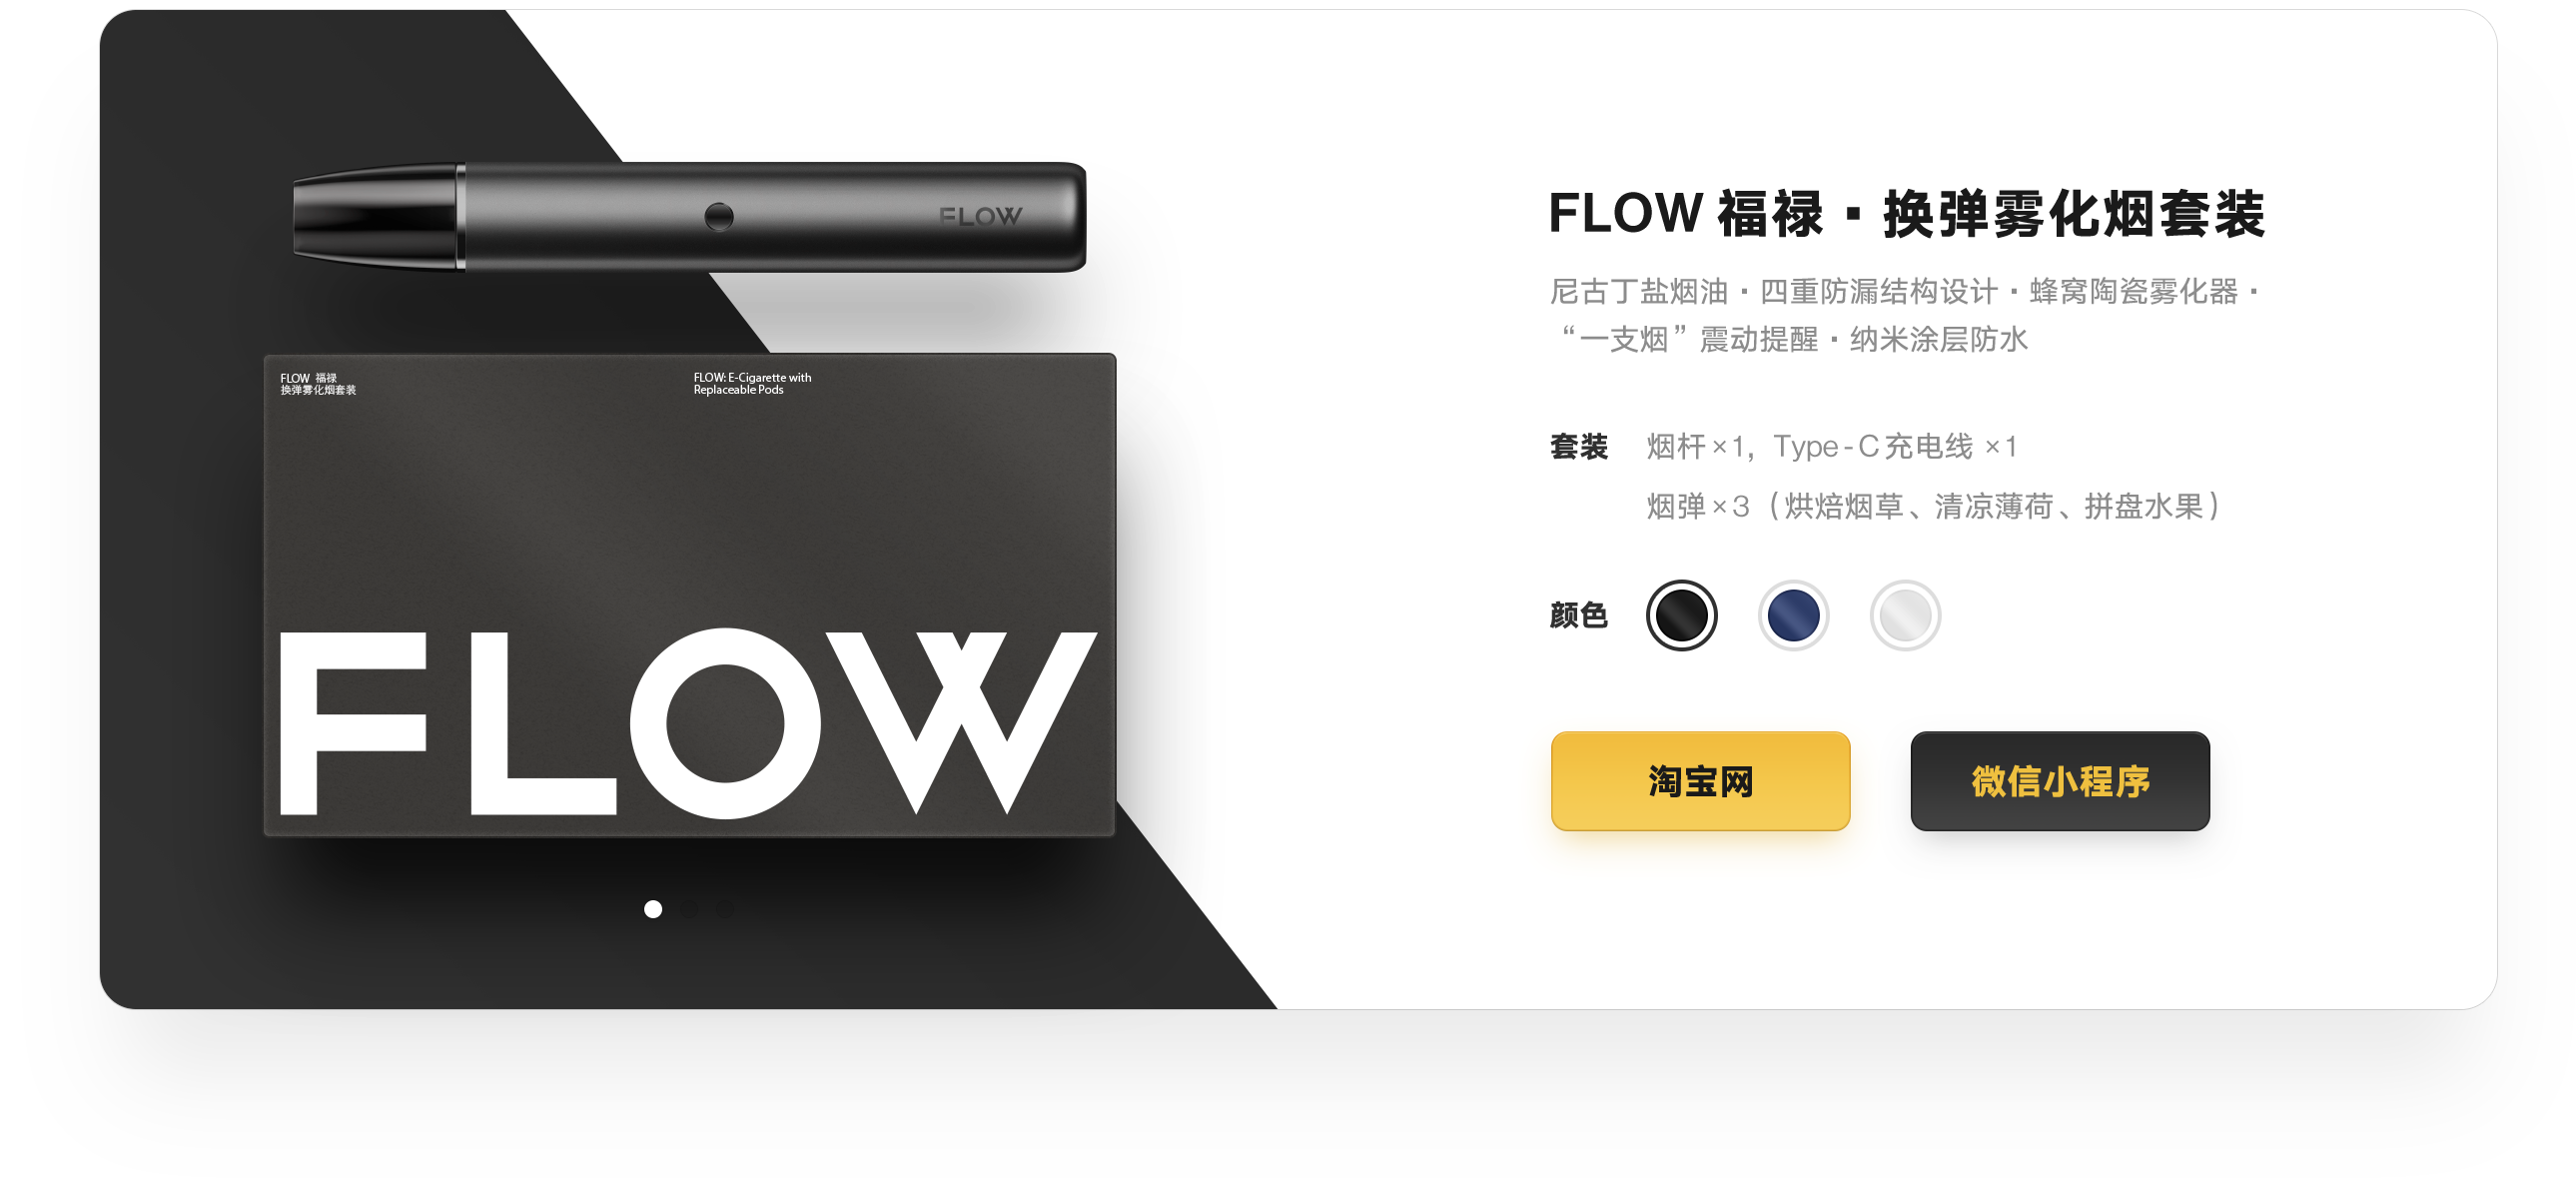 FLOW
FLOW 福禄
换弹雾化烟套装
FLOW: E-Cigarette with
Replaceable Pods
FLOW
FLOW 福禄·换弹雾化烟套装
尼古丁盐烟油·四重防漏结构设计·蜂窝陶瓷雾化器·
“一支烟”震动提醒·纳米涂层防水
套装 烟杆×1，Type-C充电线 ×1
烟弹×3（烘焙烟草、清凉薄荷、拼盘水果）
颜色
淘宝网
微信小程序